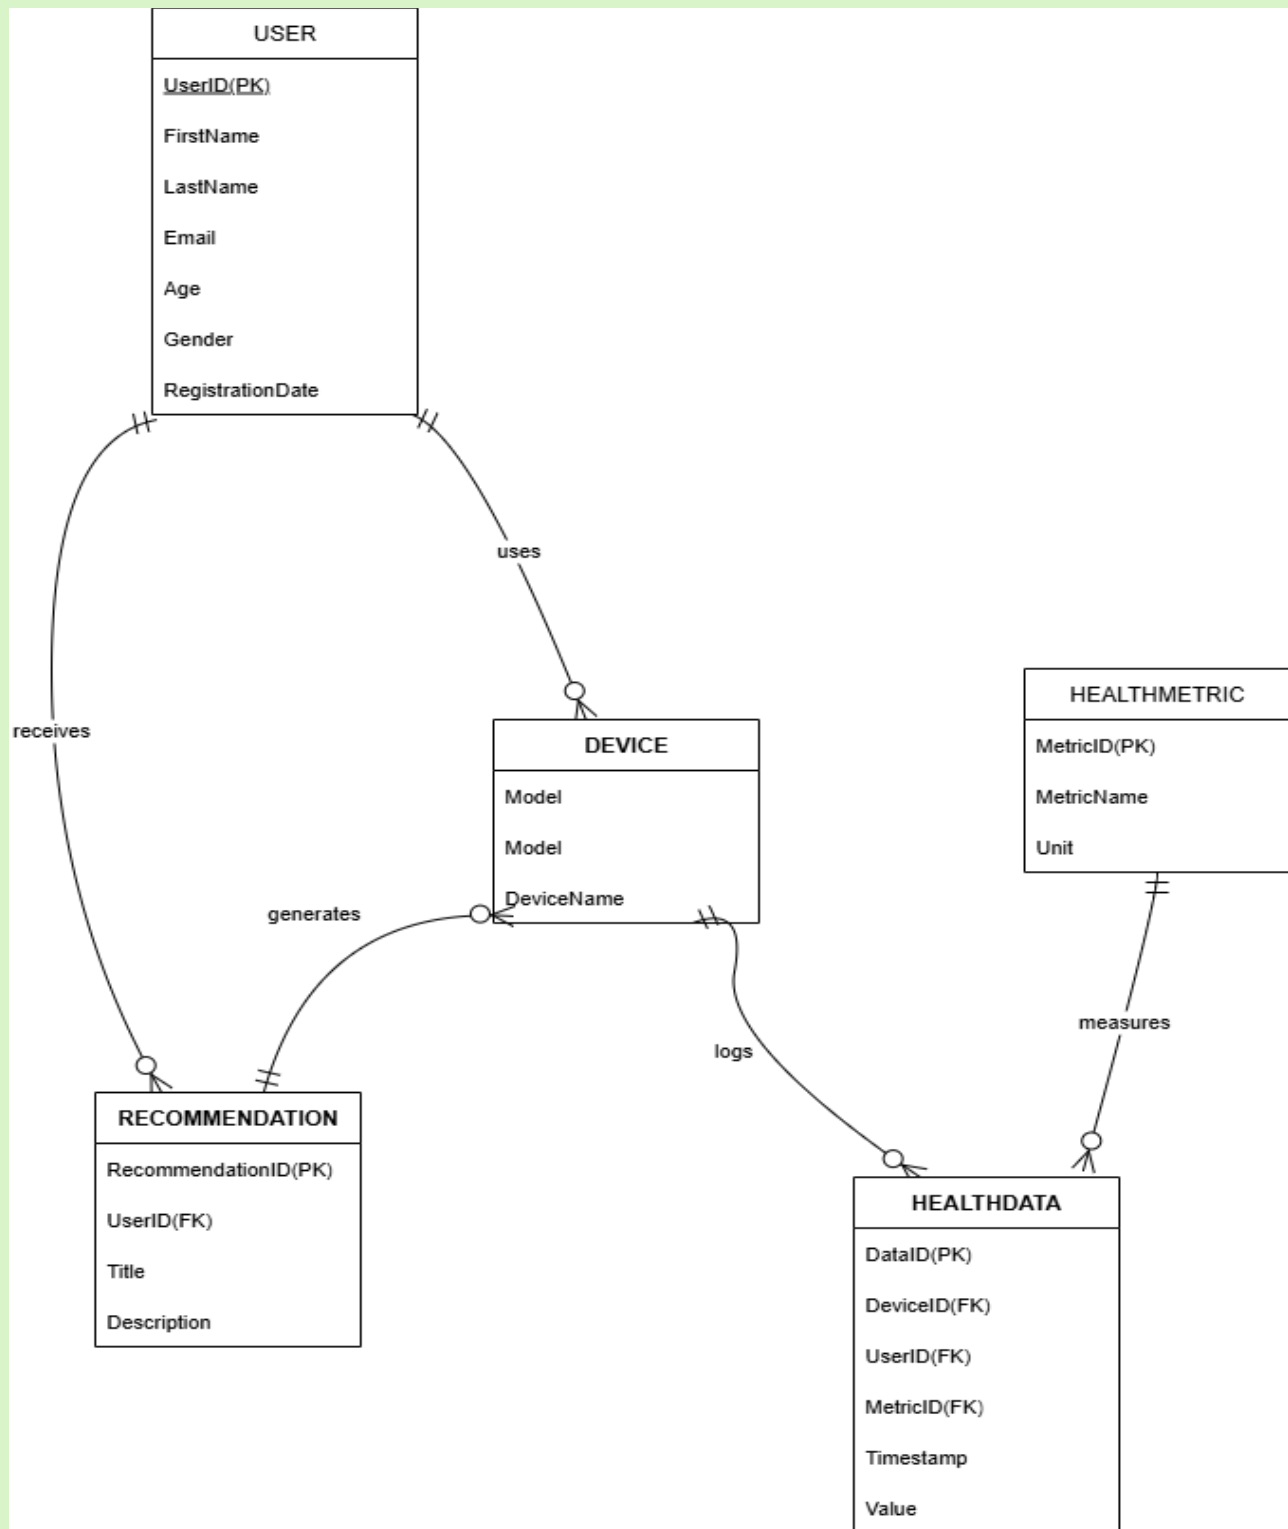 USER
UserID(PK)
FirstName
LastName
Email
Age
Gender
RegistrationDate
uses
receives
DEVICE
Model
Model
DeviceName
HEALTHMETRIC
MetricID(PK)
MetricName
Unit
generates
logs
measures
RECOMMENDATION
RecommendationID(PK)
UserID(FK)
Title
Description
HEALTHDATA
DataID(PK)
DeviceID(FK)
UserID(FK)
MetricID(FK)
Timestamp
Value